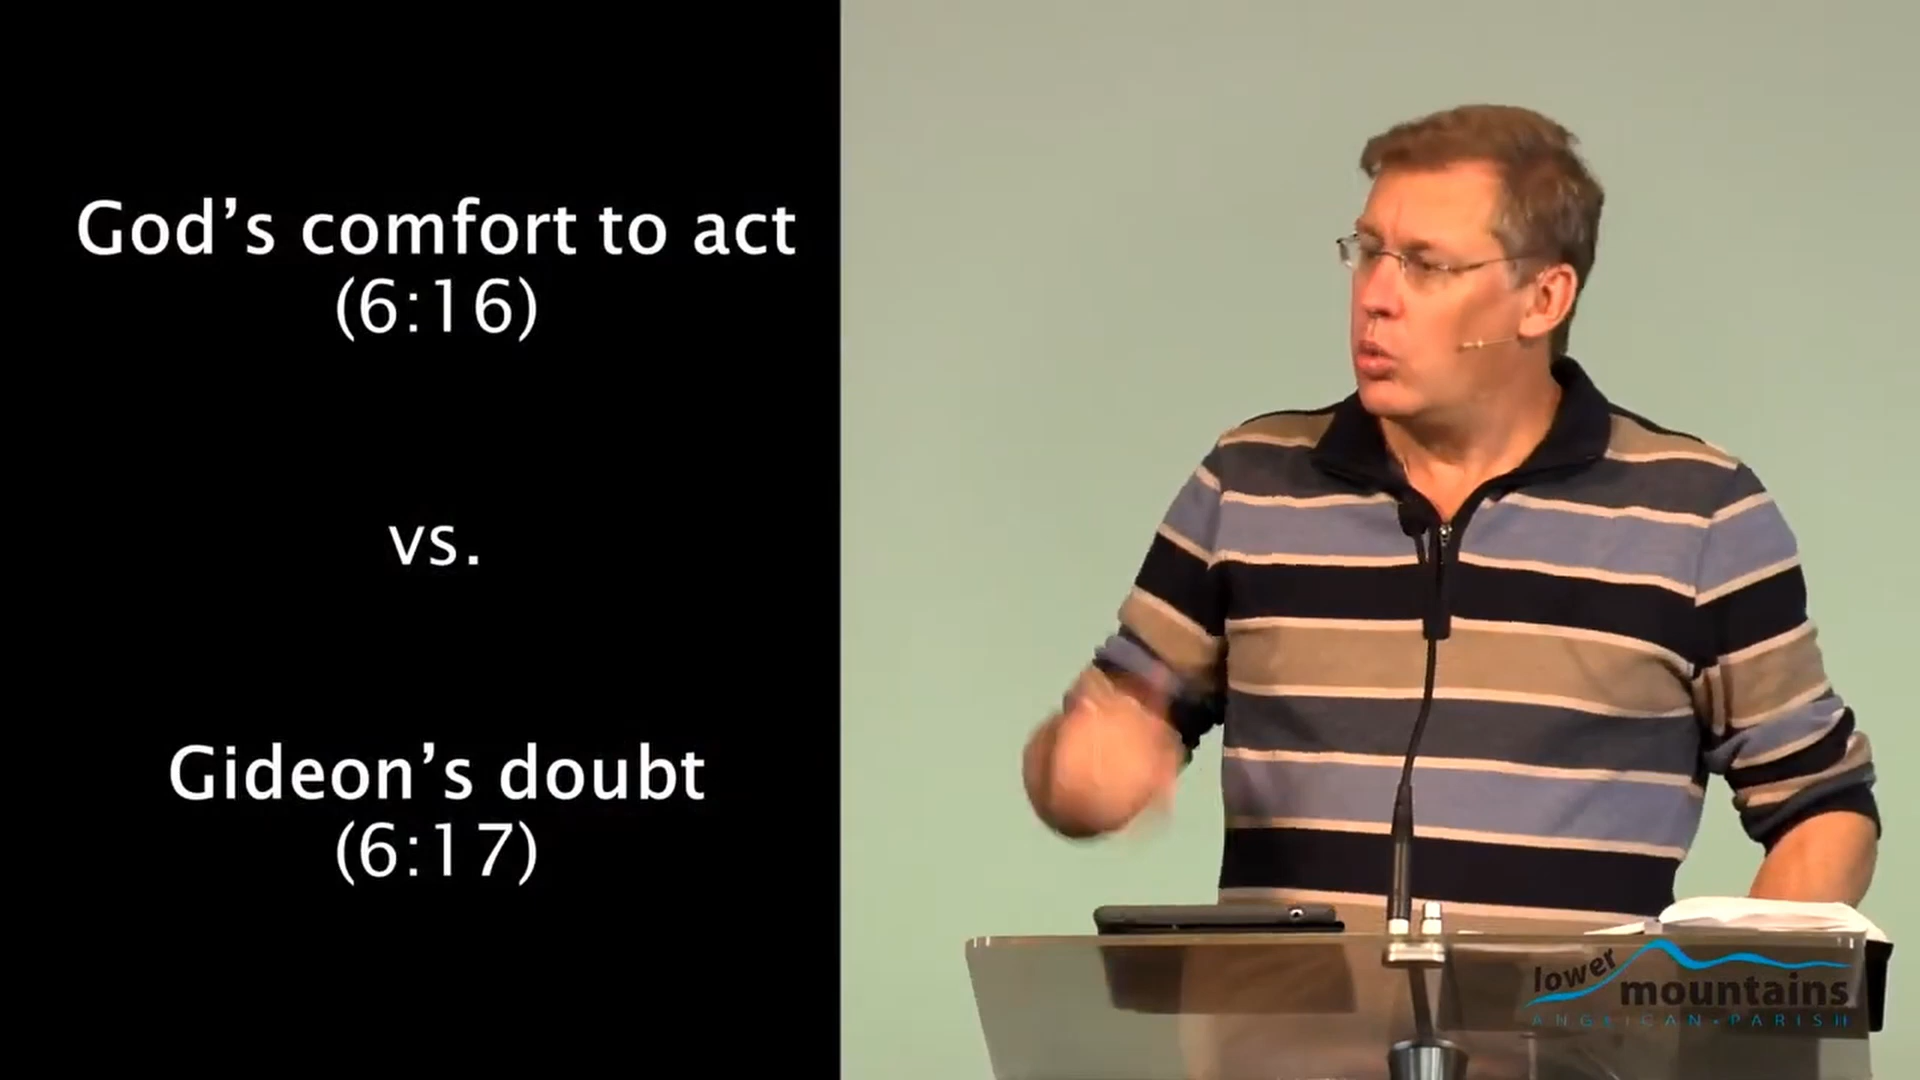 God’s comfort to act
(6:16)
vs.
Gideon’s doubt
(6:17)
lower
mountains
ANGLICAN • PARISH